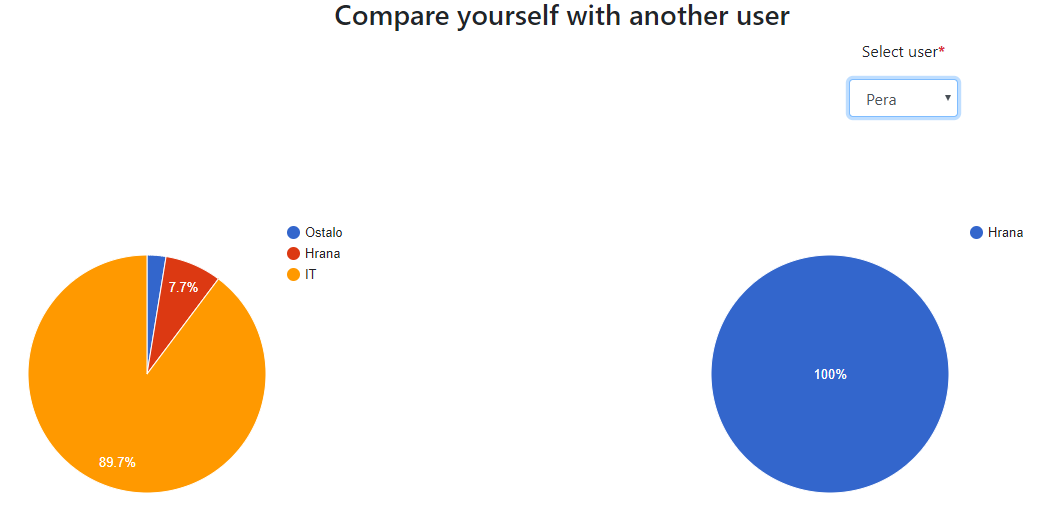 Compare yourself with another user
Select user*
Pera
Ostalo
Hrana
IT
7.7%
89.7%
Hrana
100%